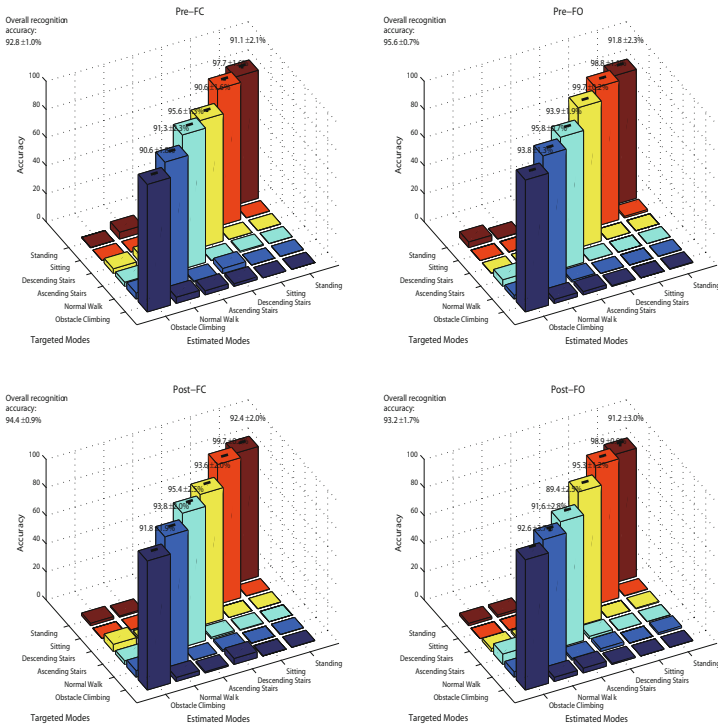 Pre–FC
Overall recognition
accuracy:
92.8 ±1.0%
91.1 ±2.1%
97.7
90.6
95.6
91.3
90.6
100
80
60
40
20
0
Accuracy
Standing
Sitting
Descending Stairs
Ascending Stairs
Normal Walk
Obstacle Climbing
Standing
Sitting
Descending Stairs
Ascending Stairs
Normal Walk
Obstacle Climbing
Targeted Modes
Estimated Modes
Pre–FO
Overall recognition
accuracy:
95.6 ±0.7%
91.8 ±2.3%
98.8
99.7
93.9 ±1.9%
95.8
93.8
100
80
60
40
20
0
Accuracy
Standing
Sitting
Descending Stairs
Ascending Stairs
Normal Walk
Obstacle Climbing
Standing
Sitting
Descending Stairs
Ascending Stairs
Normal Walk
Obstacle Climbing
Targeted Modes
Estimated Modes
Post–FC
Overall recognition
accuracy:
94.4 ±0.9%
92.4 ±2.0%
99.7
93.6
95.4
93.8
91.8
100
80
60
40
20
0
Accuracy
Standing
Sitting
Descending Stairs
Ascending Stairs
Normal Walk
Obstacle Climbing
Standing
Sitting
Descending Stairs
Ascending Stairs
Normal Walk
Obstacle Climbing
Targeted Modes
Estimated Modes
Post–FO
Overall recognition
accuracy:
93.2 ±1.7%
91.2 ±3.0%
98.9
95.3
89.4
91.6 ±2.8%
92.6
100
80
60
40
20
0
Accuracy
Standing
Sitting
Descending Stairs
Ascending Stairs
Normal Walk
Obstacle Climbing
Standing
Sitting
Descending Stairs
Ascending Stairs
Normal Walk
Obstacle Climbing
Targeted Modes
Estimated Modes